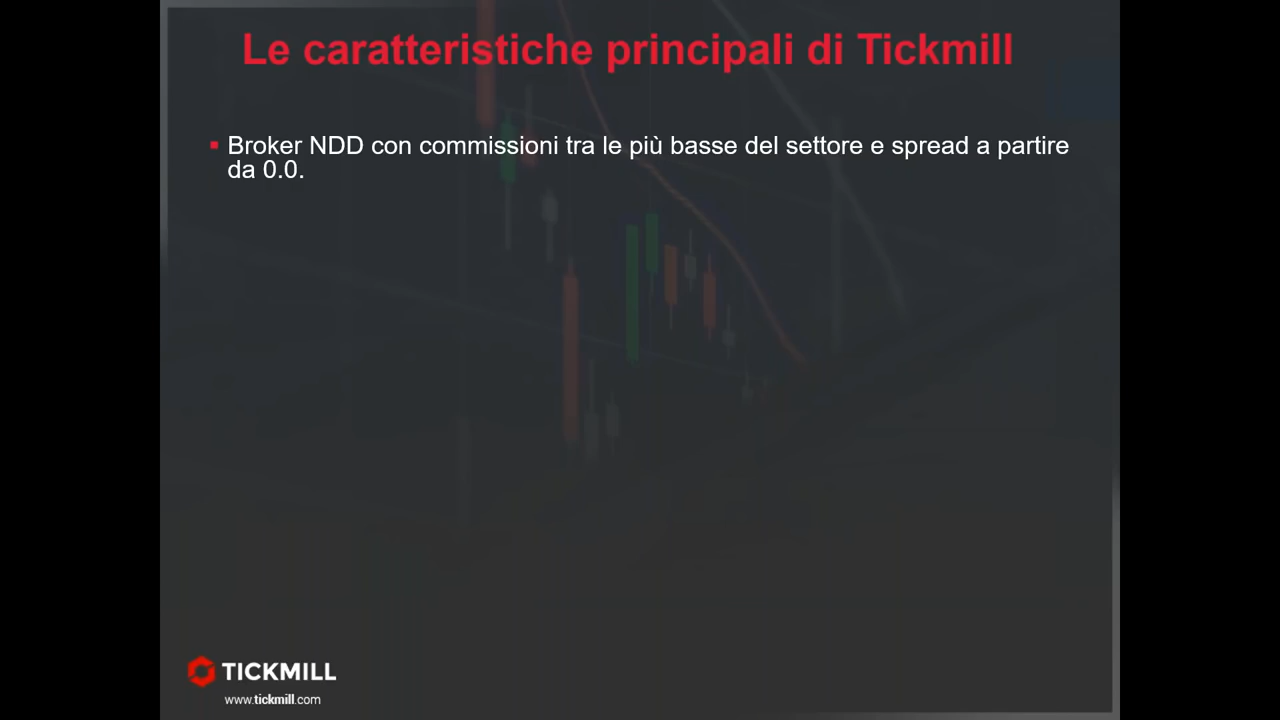 Le caratteristiche principali di Tickmill
Broker NDD con commissioni tra le più basse del settore e spread a partire
da 0.0.
TICKMILL
www.tickmill.com